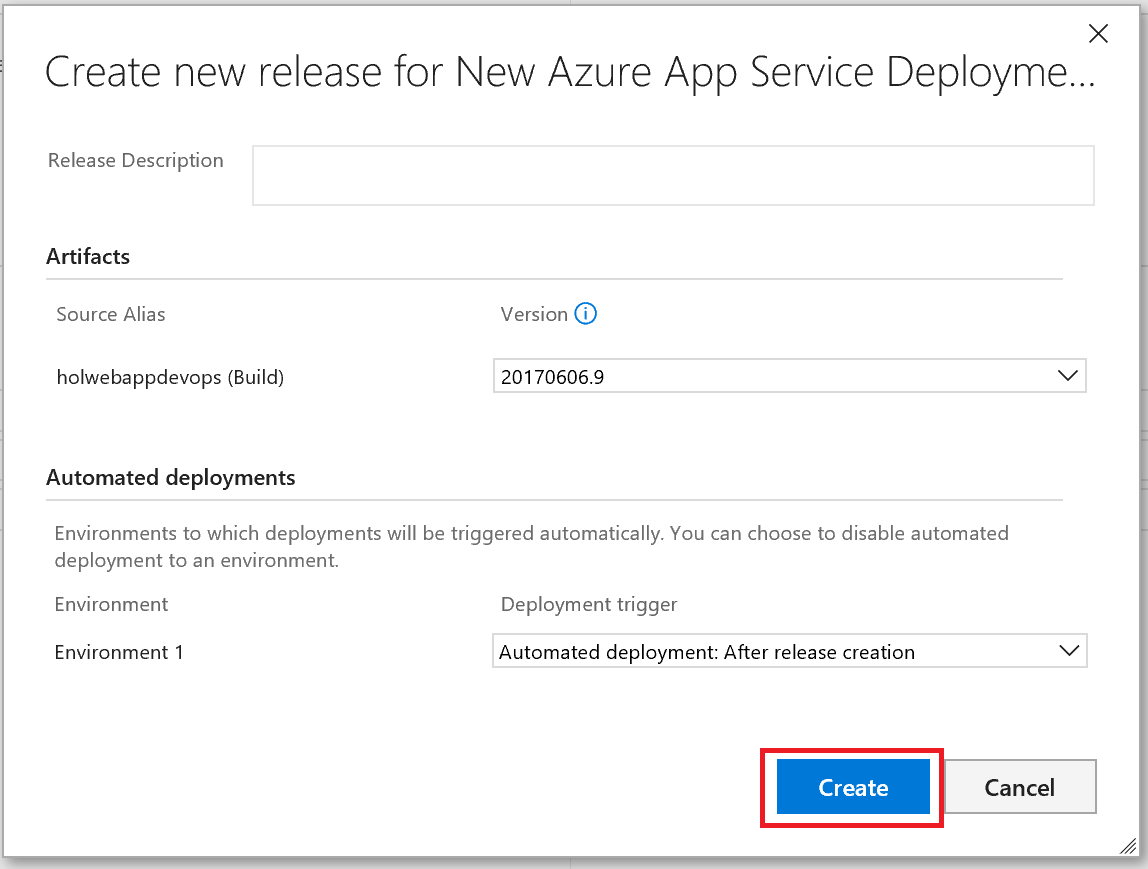 Create new release for New Azure App Service Deployme...
Release Description
Artifacts
Source Alias
Version
holwebappdevops (Build)
20170606.9
Automated deployments
Environments to which deployments will be triggered automatically. You can choose to disable automated
deployment to an environment.
Environment
Deployment trigger
Environment 1
Automated deployment: After release creation
Create
Cancel